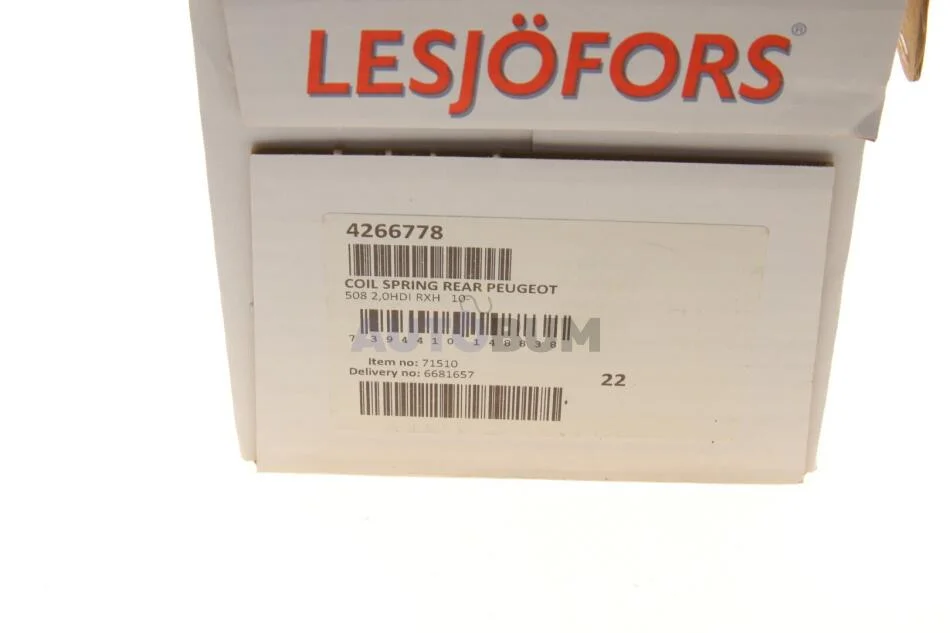 LESJÖFORS®
4266778
COIL SPRING REAR PEUGEOT
508 2,0HDI RXH 10-
AUTOBUM
7 394410 148838
Item no: 71510
Delivery no: 6681657
22